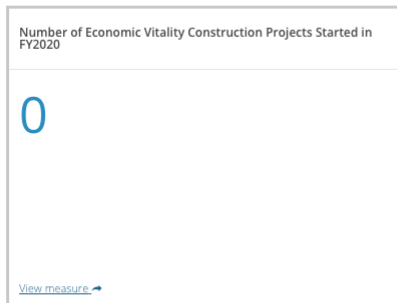 Number of Economic Vitality Construction Projects Started in
FY2020
0
View measure